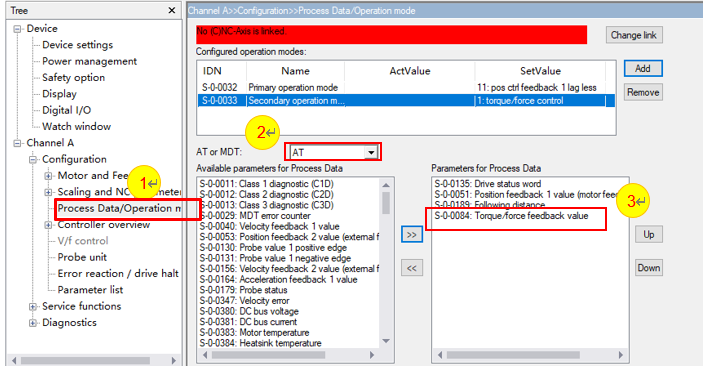 Tree
Device
Device settings
Power management
Safety option
Display
Digital I/O
Watch window
Channel A
Configuration
Motor and Fee
Scaling and NC
ramete
Process Data/Operation m
Controller overview
V/f control
Probe unit
Error reaction / drive halt
Parameter list
Service functions
Diagnostics
1
Channel A>>Configuration>>Process Data/Operation mode
No (C)NC-Axis is linked.
Change link
Configured operation modes:
IDN Name ActValue SetValue
S-0-0032 Primary operation mode 11: pos ctrl feedback 1 lag less
S-0-0033 Secondary operation m... 1: torque/force control
Add
Remove
2
AT or MDT: AT
Available parameters for Process Data
S-0-0011: Class 1 diagnostic (C1D)
S-0-0012: Class 2 diagnostic (C2D)
S-0-0013: Class 3 diagnostic (C3D)
S-0-0029: MDT error counter
S-0-0040: Velocity feedback 1 value
S-0-0053: Position feedback 2 value (external f
S-0-0130: Probe value 1 positive edge
S-0-0131: Probe value 1 negative edge
S-0-0156: Velocity feedback 2 value (external f
S-0-0164: Acceleration feedback 1 value
S-0-0179: Probe status
S-0-0347: Velocity error
S-0-0380: DC bus voltage
S-0-0381: DC bus current
S-0-0383: Motor temperature
S-0-0384: Heatsink temperature
>>
<<
Parameters for Process Data
S-0-0135: Drive status word
S-0-0051: Position feedback 1 value (motor feed
S-0-0189: Following distance
S-0-0084: Torque/force feedback value
3
Up
Down